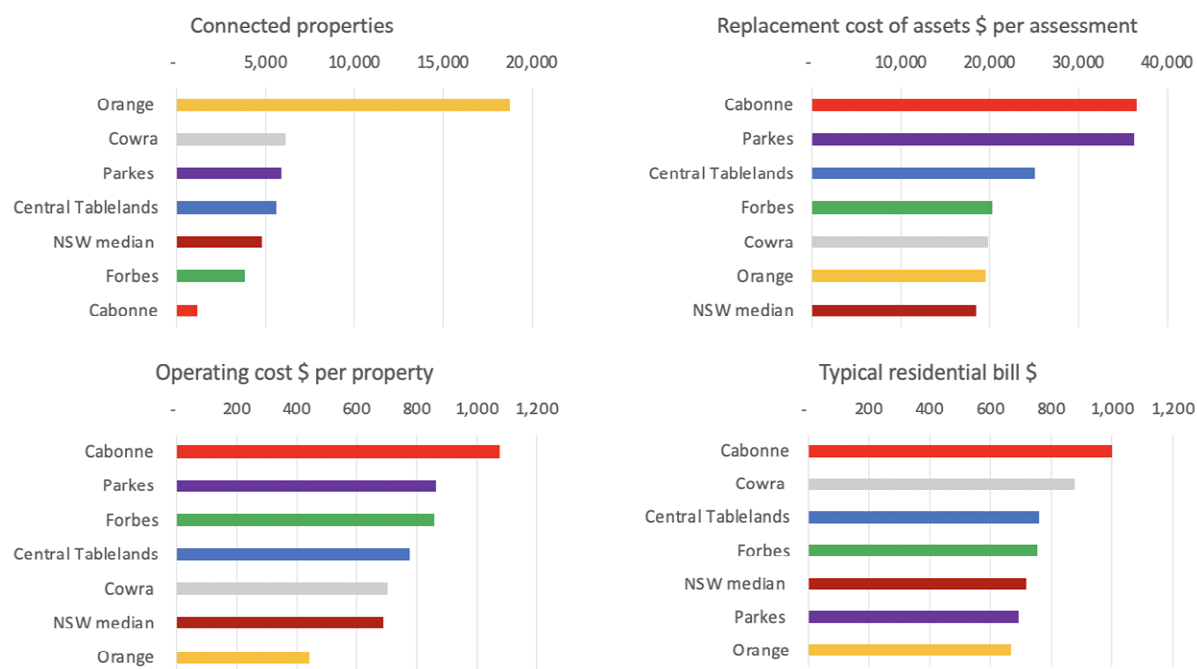 Connected properties
- 5,000 10,000 15,000 20,000
Orange
Cowra
Parkes
Central Tablelands
NSW median
Forbes
Cabonne
Replacement cost of assets $ per assessment
- 10,000 20,000 30,000 40,000
Cabonne
Parkes
Central Tablelands
Forbes
Cowra
Orange
NSW median
Operating cost $ per property
- 200 400 600 800 1,000 1,200
Cabonne
Parkes
Forbes
Central Tablelands
Cowra
NSW median
Orange
Typical residential bill $
- 200 400 600 800 1,000 1,200
Cabonne
Cowra
Central Tablelands
Forbes
NSW median
Parkes
Orange